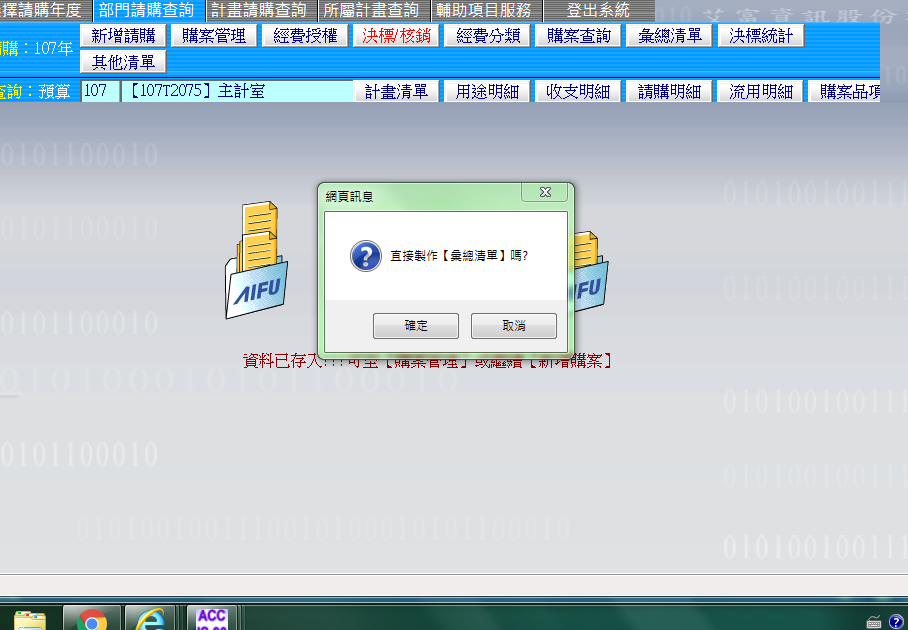 擇請購年度 部門請購查詢 計畫請購查詢 所屬計畫查詢 輔助項目服務 登出系統
艾富資訊股份
購：107年 新增請購 購案管理 經費授權 決標/核銷 經費分類 購案查詢 彙總清單 決標統計
其他清單
查詢：預算 107 【107T2075】主計室 計畫清單 用途明細 收支明細 請購明細 流用明細 購案品項
0101100010
網頁訊息
直接製作【彙總清單】嗎?
確定 取消
AIFU
資料已存入!!!可至【購案管理】或繼續【新增購案】
0101100010
0101100010
0101100010
ACC